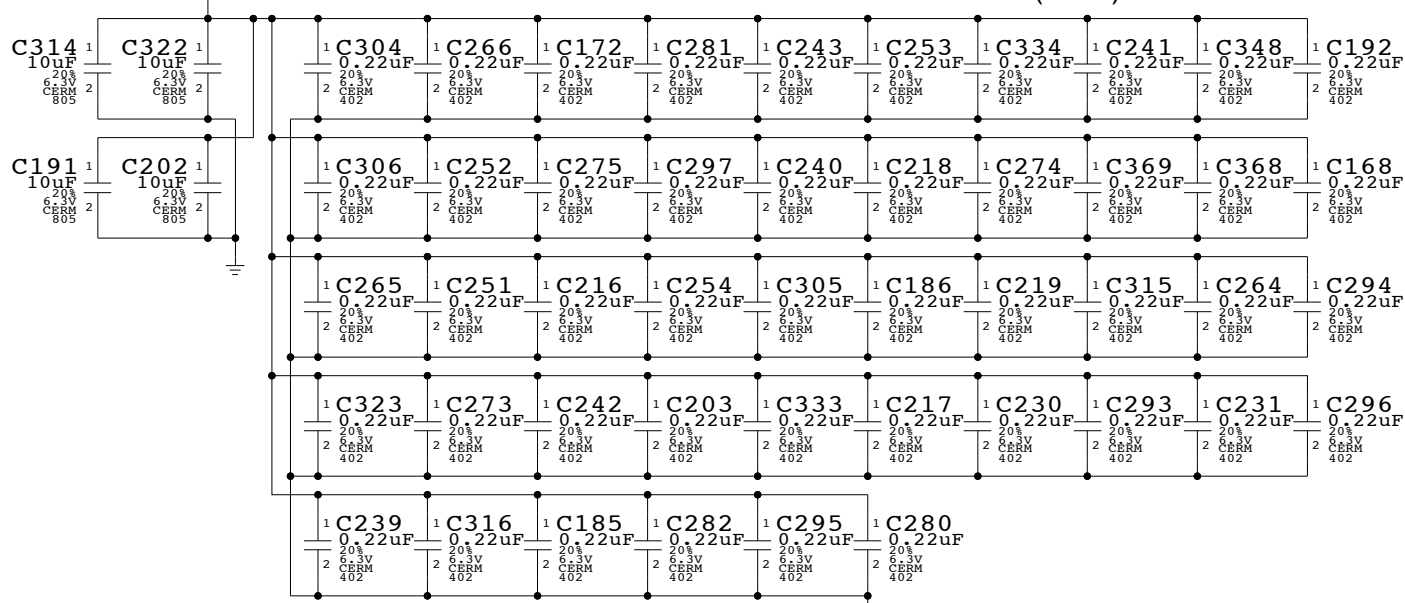 C314 1 C322 1 1 C304 1 C266 1 C172 1 C281 1 C243 1 C253 1 C334 1 C241 1 C348 1 C192
10uF 10uF 0.22uF 0.22uF 0.22uF 0.22uF 0.22uF 0.22uF 0.22uF 0.22uF 0.22uF 0.22uF
20% 20% 20% 20% 20% 20% 20% 20% 20% 20% 20% 20%
6.3V 6.3V 6.3V 6.3V 6.3V 6.3V 6.3V 6.3V 6.3V 6.3V 6.3V 6.3V
CERM 2 CERM 2 2 CERM 2 CERM 2 CERM 2 CERM 2 CERM 2 CERM 2 CERM 2 CERM 2 CERM 2 CERM
805 805 402 402 402 402 402 402 402 402 402 402
C191 1 C202 1 1 C306 1 C252 1 C275 1 C297 1 C240 1 C218 1 C274 1 C369 1 C368 1 C168
10uF 10uF 0.22uF 0.22uF 0.22uF 0.22uF 0.22uF 0.22uF 0.22uF 0.22uF 0.22uF 0.22uF
20% 20% 20% 20% 20% 20% 20% 20% 20% 20% 20% 20%
6.3V 6.3V 6.3V 6.3V 6.3V 6.3V 6.3V 6.3V 6.3V 6.3V 6.3V 6.3V
CERM 2 CERM 2 2 CERM 2 CERM 2 CERM 2 CERM 2 CERM 2 CERM 2 CERM 2 CERM 2 CERM 2 CERM
805 805 402 402 402 402 402 402 402 402 402 402
1 C265 1 C251 1 C216 1 C254 1 C305 1 C186 1 C219 1 C315 1 C264 1 C294
0.22uF 0.22uF 0.22uF 0.22uF 0.22uF 0.22uF 0.22uF 0.22uF 0.22uF 0.22uF
20% 20% 20% 20% 20% 20% 20% 20% 20% 20%
6.3V 6.3V 6.3V 6.3V 6.3V 6.3V 6.3V 6.3V 6.3V 6.3V
2 CERM 2 CERM 2 CERM 2 CERM 2 CERM 2 CERM 2 CERM 2 CERM 2 CERM 2 CERM
402 402 402 402 402 402 402 402 402 402
1 C323 1 C273 1 C242 1 C203 1 C333 1 C217 1 C230 1 C293 1 C231 1 C296
0.22uF 0.22uF 0.22uF 0.22uF 0.22uF 0.22uF 0.22uF 0.22uF 0.22uF 0.22uF
20% 20% 20% 20% 20% 20% 20% 20% 20% 20%
6.3V 6.3V 6.3V 6.3V 6.3V 6.3V 6.3V 6.3V 6.3V 6.3V
2 CERM 2 CERM 2 CERM 2 CERM 2 CERM 2 CERM 2 CERM 2 CERM 2 CERM 2 CERM
402 402 402 402 402 402 402 402 402 402
1 C239 1 C316 1 C185 1 C282 1 C295 1 C280
0.22uF 0.22uF 0.22uF 0.22uF 0.22uF 0.22uF
20% 20% 20% 20% 20% 20%
6.3V 6.3V 6.3V 6.3V 6.3V 6.3V
2 CERM 2 CERM 2 CERM 2 CERM 2 CERM 2 CERM
402 402 402 402 402 402